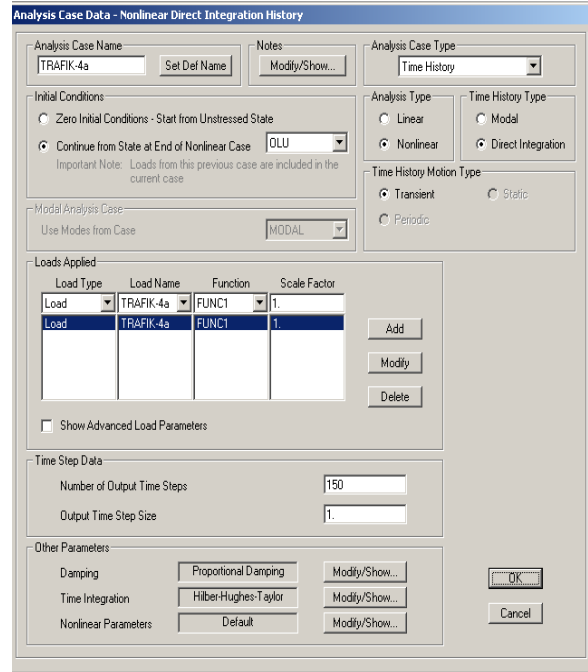 Analysis Case Data - Nonlinear Direct Integration History
Analysis Case Name
TRAFIK-4a
Set Def Name
Notes
Modify/Show...
Analysis Case Type
Time History
Initial Conditions
Zero Initial Conditions - Start from Unstressed State
Continue from State at End of Nonlinear Case
OLU
Important Note: Loads from this previous case are included in the
current case
Analysis Type
Linear
Nonlinear
Time History Type
Modal
Direct Integration
Time History Motion Type
Transient
Static
Periodic
Modal Analysis Case
Use Modes from Case
MODAL
Loads Applied
Load Type Load Name Function Scale Factor
Load TRAFIK-4a FUNC1 1.
Load TRAFIK-4a FUNC1 1.
Add
Modify
Delete
Show Advanced Load Parameters
Time Step Data
Number of Output Time Steps 150
Output Time Step Size 1.
Other Parameters
Damping Proportional Damping Modify/Show...
Time Integration Hilber-Hughes-Taylor Modify/Show...
Nonlinear Parameters Default Modify/Show...
OK
Cancel